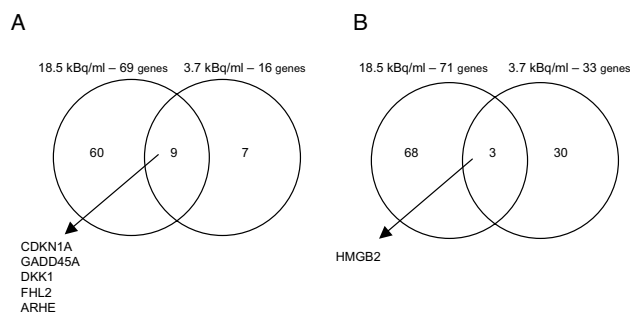 A
B
18.5 kBq/ml – 69 genes 3.7 kBq/ml – 16 genes
18.5 kBq/ml – 71 genes 3.7 kBq/ml – 33 genes
60 9 7
68 3 30
CDKN1A
GADD45A
DKK1
FHL2
ARHE
HMGB2